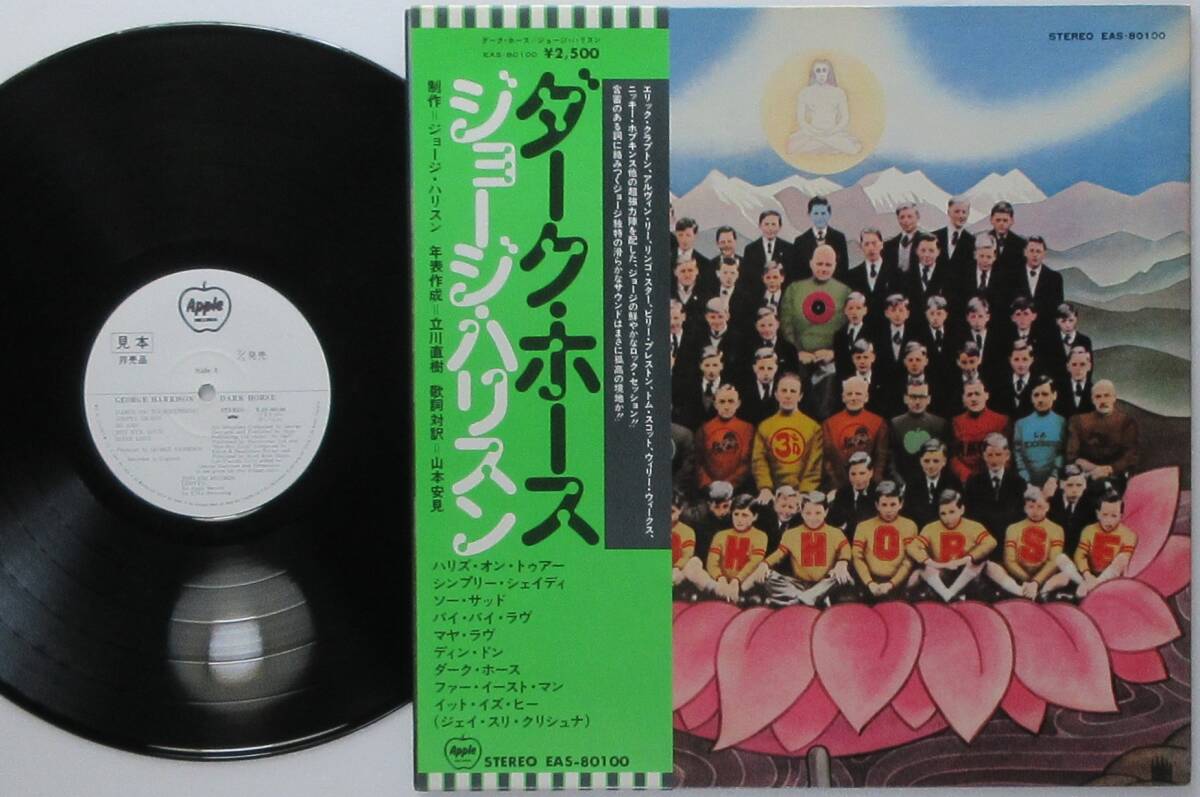 Apple
RECORDS
見本
非売品
／発売
Side 1
GEORGE HARRISON
DARK HORSE
STEREO
ダーク・ホース/ジョージ・ハリスン
EAS-80100 ¥2,500
ダーク・ホース
ジョージ・ハリスン
制作=ジョージ・ハリスン 年表作成=立川直樹 歌詞対訳=山本安見
エリック・クラプトン、アルヴィン・リー、リンゴ・スター、ビリー・プレストン、トム・スコット、ウィリー・ウィークス、
ニッキー・ホプキンス他の超強力陣を配した、ジョージの鮮やかなロック・セッション!!
含蓄のある詞に絡みつくジョージ独特の滑らかなサウンドはまさに孤高の境地か!!
ハリズ・オン・トゥアー
シンプリー・シェイディ
ソー・サッド
バイ・バイ・ラヴ
マヤ・ラヴ
ディン・ドン
ダーク・ホース
ファー・イースト・マン
イット・イズ・ヒー
(ジェイ・スリ・クリシュナ)
Apple
STEREO EAS-80100
STEREO EAS-80100
3D
H H O R S E